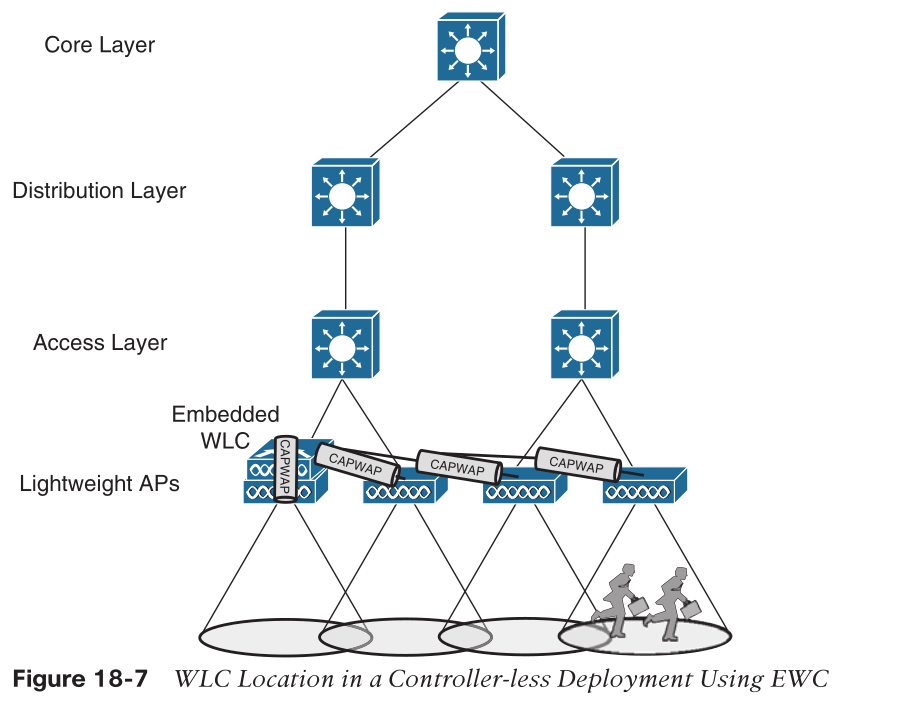 Core Layer
Distribution Layer
Access Layer
Embedded
WLC
CAPWAP
CAPWAP
CAPWAP
CAPWAP
Lightweight APs
Figure 18-7 WLC Location in a Controller-less Deployment Using EWC